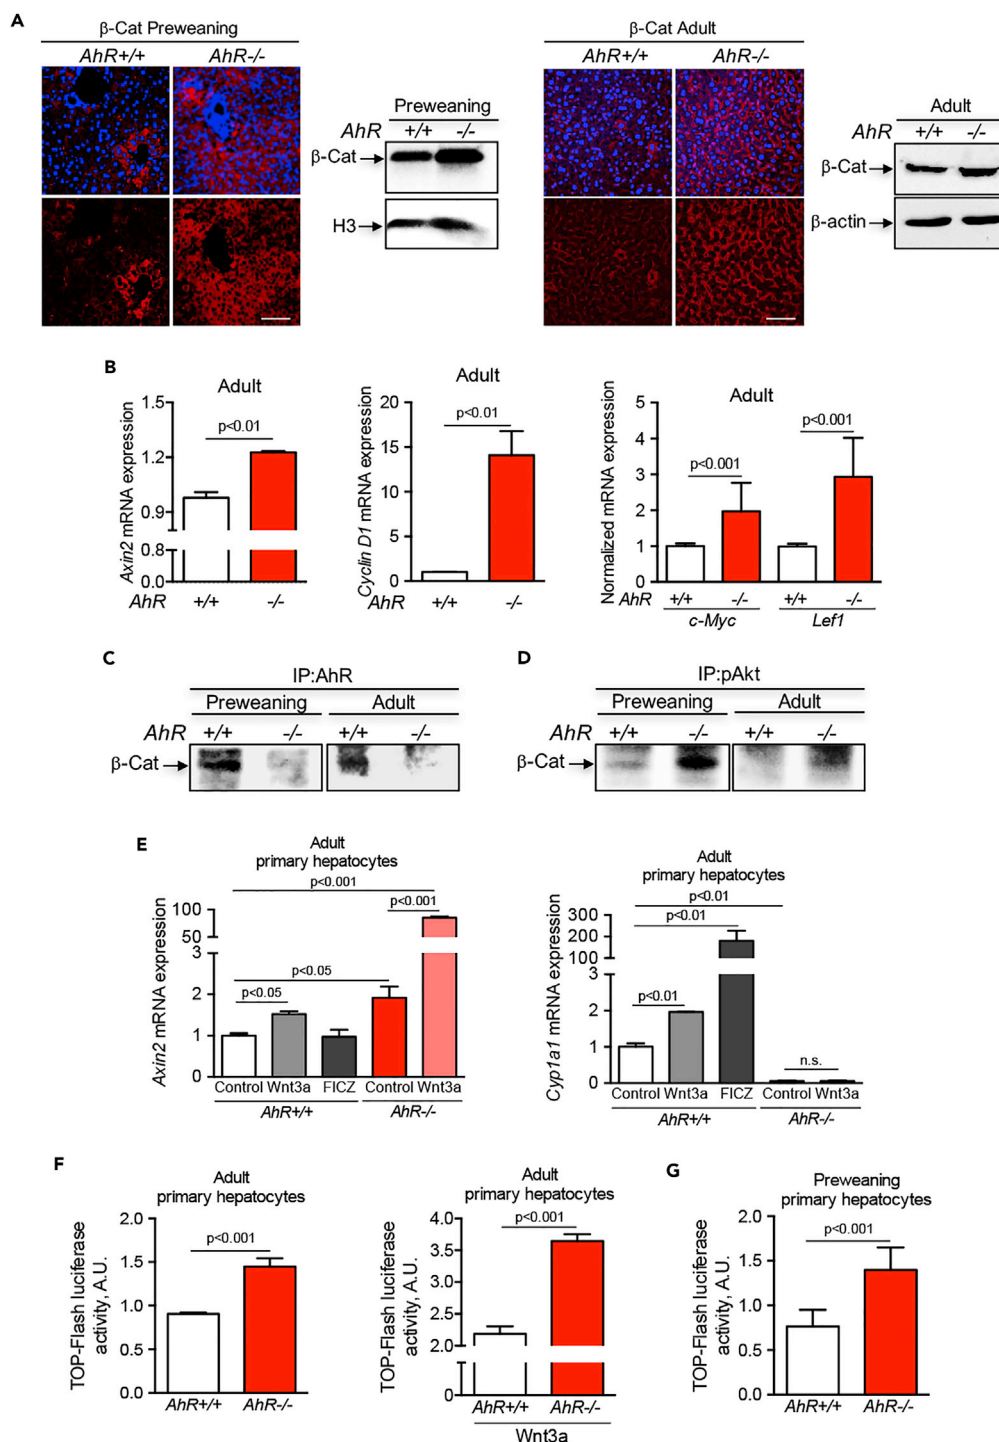 A
β-Cat Preweaning
AhR+/+ AhR-/-
Preweaning
AhR +/+ -/-
β-Cat
H3
β-Cat Adult
AhR+/+ AhR-/-
Adult
AhR +/+ -/-
β-Cat
β-actin
B
Adult
Axin2 mRNA expression
1.5
1.2
0.9
0.8
0.0
p<0.01
AhR +/+ -/-
Adult
Cyclin D1 mRNA expression
20
15
10
5
0
p<0.01
AhR +/+ -/-
Adult
Normalized mRNA expression
5
4
3
2
1
0
p<0.001
p<0.001
AhR +/+ -/- +/+ -/-
c-Myc Lef1
C
IP:AhR
Preweaning Adult
AhR +/+ -/- +/+ -/-
β-Cat
D
IP:pAkt
Preweaning Adult
AhR +/+ -/- +/+ -/-
β-Cat
E
Adult
primary hepatocytes
Axin2 mRNA expression
100
50
3
2
1
0
p<0.001
p<0.001
p<0.05
p<0.05
Control Wnt3a FICZ Control Wnt3a
AhR+/+ AhR-/-
Adult
primary hepatocytes
Cyp1a1 mRNA expression
300
200
100
3
2
1
0
p<0.01
p<0.01
p<0.01
n.s.
Control Wnt3a FICZ Control Wnt3a
AhR+/+ AhR-/-
F
Adult
primary hepatocytes
TOP-Flash luciferase
activity, A.U.
2.0
1.5
1.0
0.5
0.0
p<0.001
AhR+/+ AhR-/-
Adult
primary hepatocytes
TOP-Flash luciferase
activity, A.U.
4.0
3.5
3.0
2.5
2.0
0
p<0.001
AhR+/+ AhR-/-
Wnt3a
G
Preweaning
primary hepatocytes
TOP-Flash luciferase
activity, A.U.
2.0
1.5
1.0
0.5
0.0
p<0.001
AhR+/+ AhR-/-